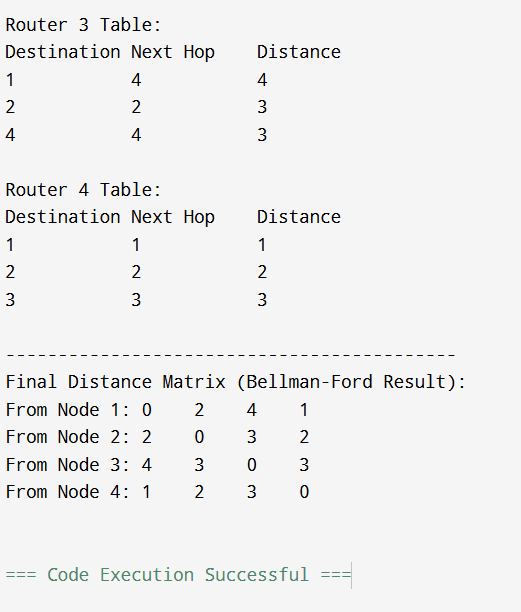 Router 3 Table:
Destination Next Hop    Distance
1           4           4
2           2           3
4           4           3

Router 4 Table:
Destination Next Hop    Distance
1           1           1
2           2           2
3           3           3

-------------------------------------------
Final Distance Matrix (Bellman-Ford Result):
From Node 1: 0    2    4    1
From Node 2: 2    0    3    2
From Node 3: 4    3    0    3
From Node 4: 1    2    3    0

=== Code Execution Successful ===